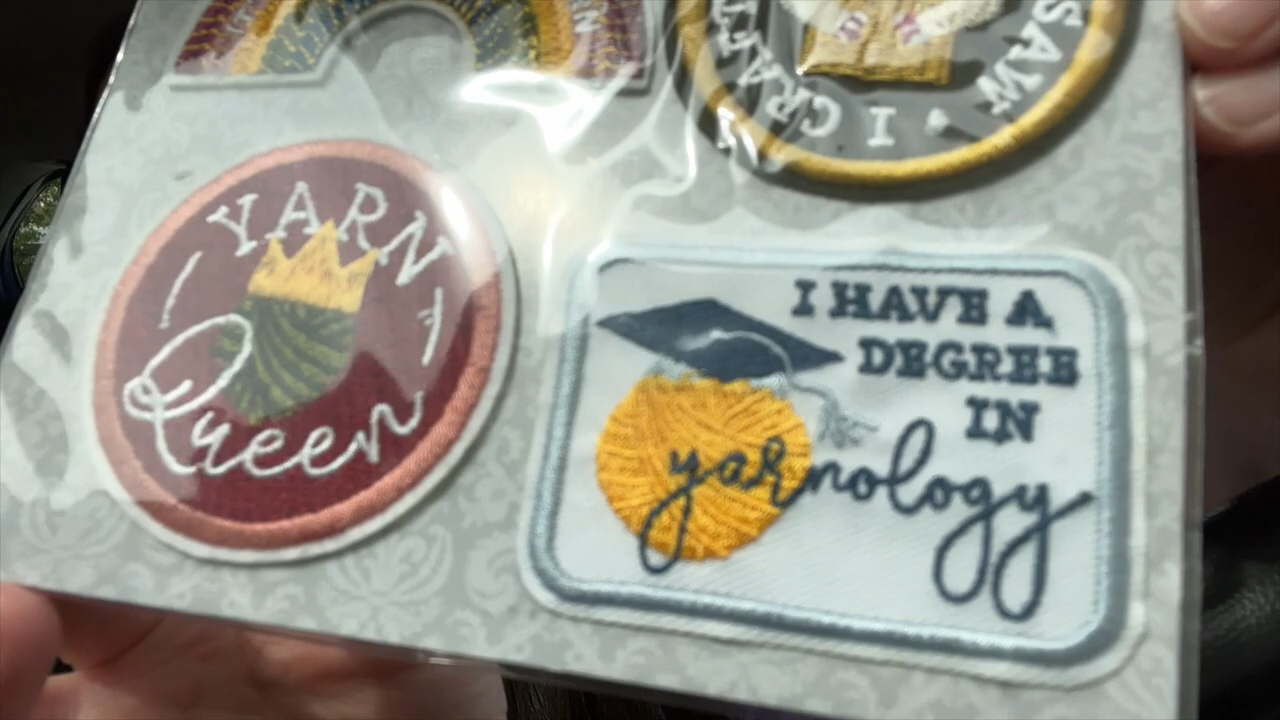 SAW • I CRA
YARN
Queen
I HAVE A
DEGREE
IN
yarnology